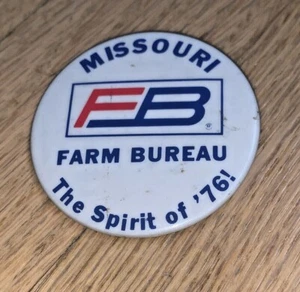 MISSOURI
FB
FARM BUREAU
The Spirit of '76!